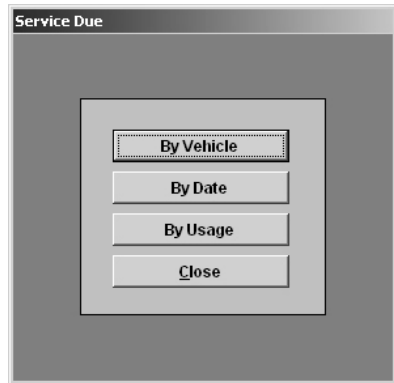 Service Due
By Vehicle
By Date
By Usage
Close